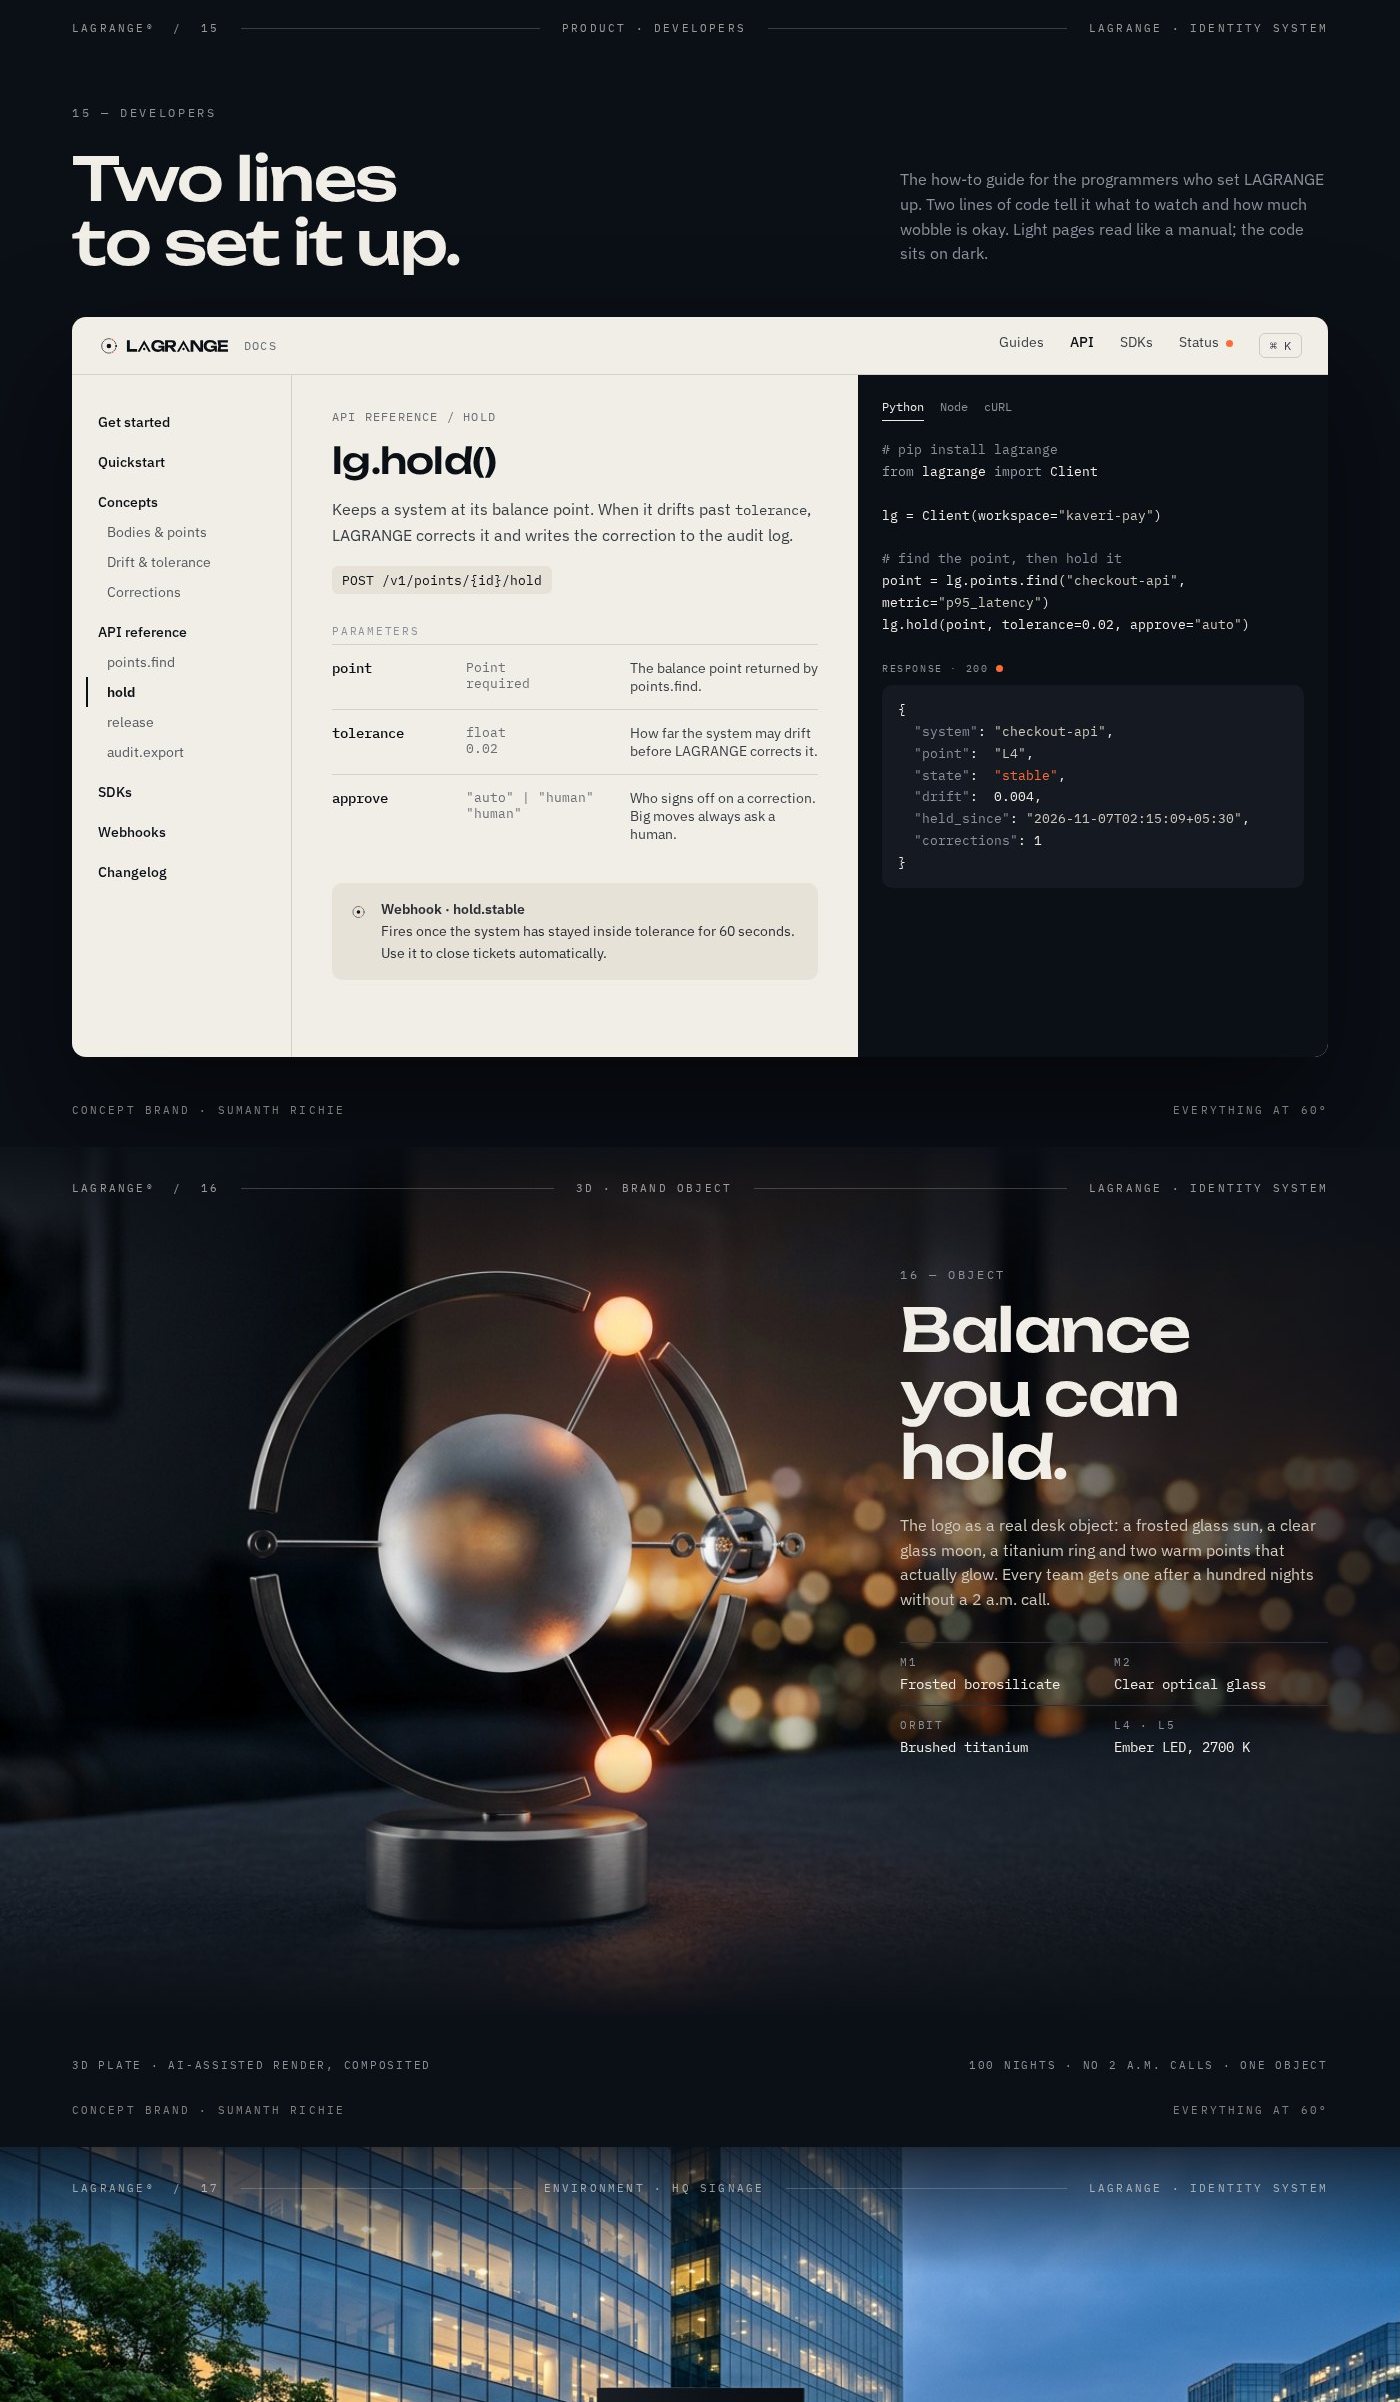 LAGRANGE® / 15
PRODUCT · DEVELOPERS
LAGRANGE · IDENTITY SYSTEM
15 — DEVELOPERS
Two lines
to set it up.
The how-to guide for the programmers who set LAGRANGE
up. Two lines of code tell it what to watch and how much
wobble is okay. Light pages read like a manual; the code
sits on dark.
LAGRANGE DOCS
Guides API SDKs Status ⌘ K
Get started
Quickstart
Concepts
Bodies & points
Drift & tolerance
Corrections
API reference
points.find
hold
release
audit.export
SDKs
Webhooks
Changelog
API REFERENCE / HOLD
lg.hold()
Keeps a system at its balance point. When it drifts past tolerance,
LAGRANGE corrects it and writes the correction to the audit log.
POST /v1/points/{id}/hold
PARAMETERS
point
Point
required
The balance point returned by
points.find.
tolerance
float
0.02
How far the system may drift
before LAGRANGE corrects it.
approve
"auto" | "human"
"human"
Who signs off on a correction.
Big moves always ask a
human.
Webhook · hold.stable
Fires once the system has stayed inside tolerance for 60 seconds.
Use it to close tickets automatically.
Python Node cURL
# pip install lagrange
from lagrange import Client
lg = Client(workspace="kaveri-pay")
# find the point, then hold it
point = lg.points.find("checkout-api",
metric="p95_latency")
lg.hold(point, tolerance=0.02, approve="auto")
RESPONSE · 200
{
"system": "checkout-api",
"point":  "L4",
"state":  "stable",
"drift":  0.004,
"held_since": "2026-11-07T02:15:09+05:30",
"corrections": 1
}
CONCEPT BRAND · SUMANTH RICHIE
EVERYTHING AT 60°
LAGRANGE® / 16
3D · BRAND OBJECT
LAGRANGE · IDENTITY SYSTEM
16 — OBJECT
Balance
you can
hold.
The logo as a real desk object: a frosted glass sun, a clear
glass moon, a titanium ring and two warm points that
actually glow. Every team gets one after a hundred nights
without a 2 a.m. call.
M1
Frosted borosilicate
M2
Clear optical glass
ORBIT
Brushed titanium
L4 · L5
Ember LED, 2700 K
3D PLATE · AI-ASSISTED RENDER, COMPOSITED
100 NIGHTS · NO 2 A.M. CALLS · ONE OBJECT
CONCEPT BRAND · SUMANTH RICHIE
EVERYTHING AT 60°
LAGRANGE® / 17
ENVIRONMENT · HQ SIGNAGE
LAGRANGE · IDENTITY SYSTEM